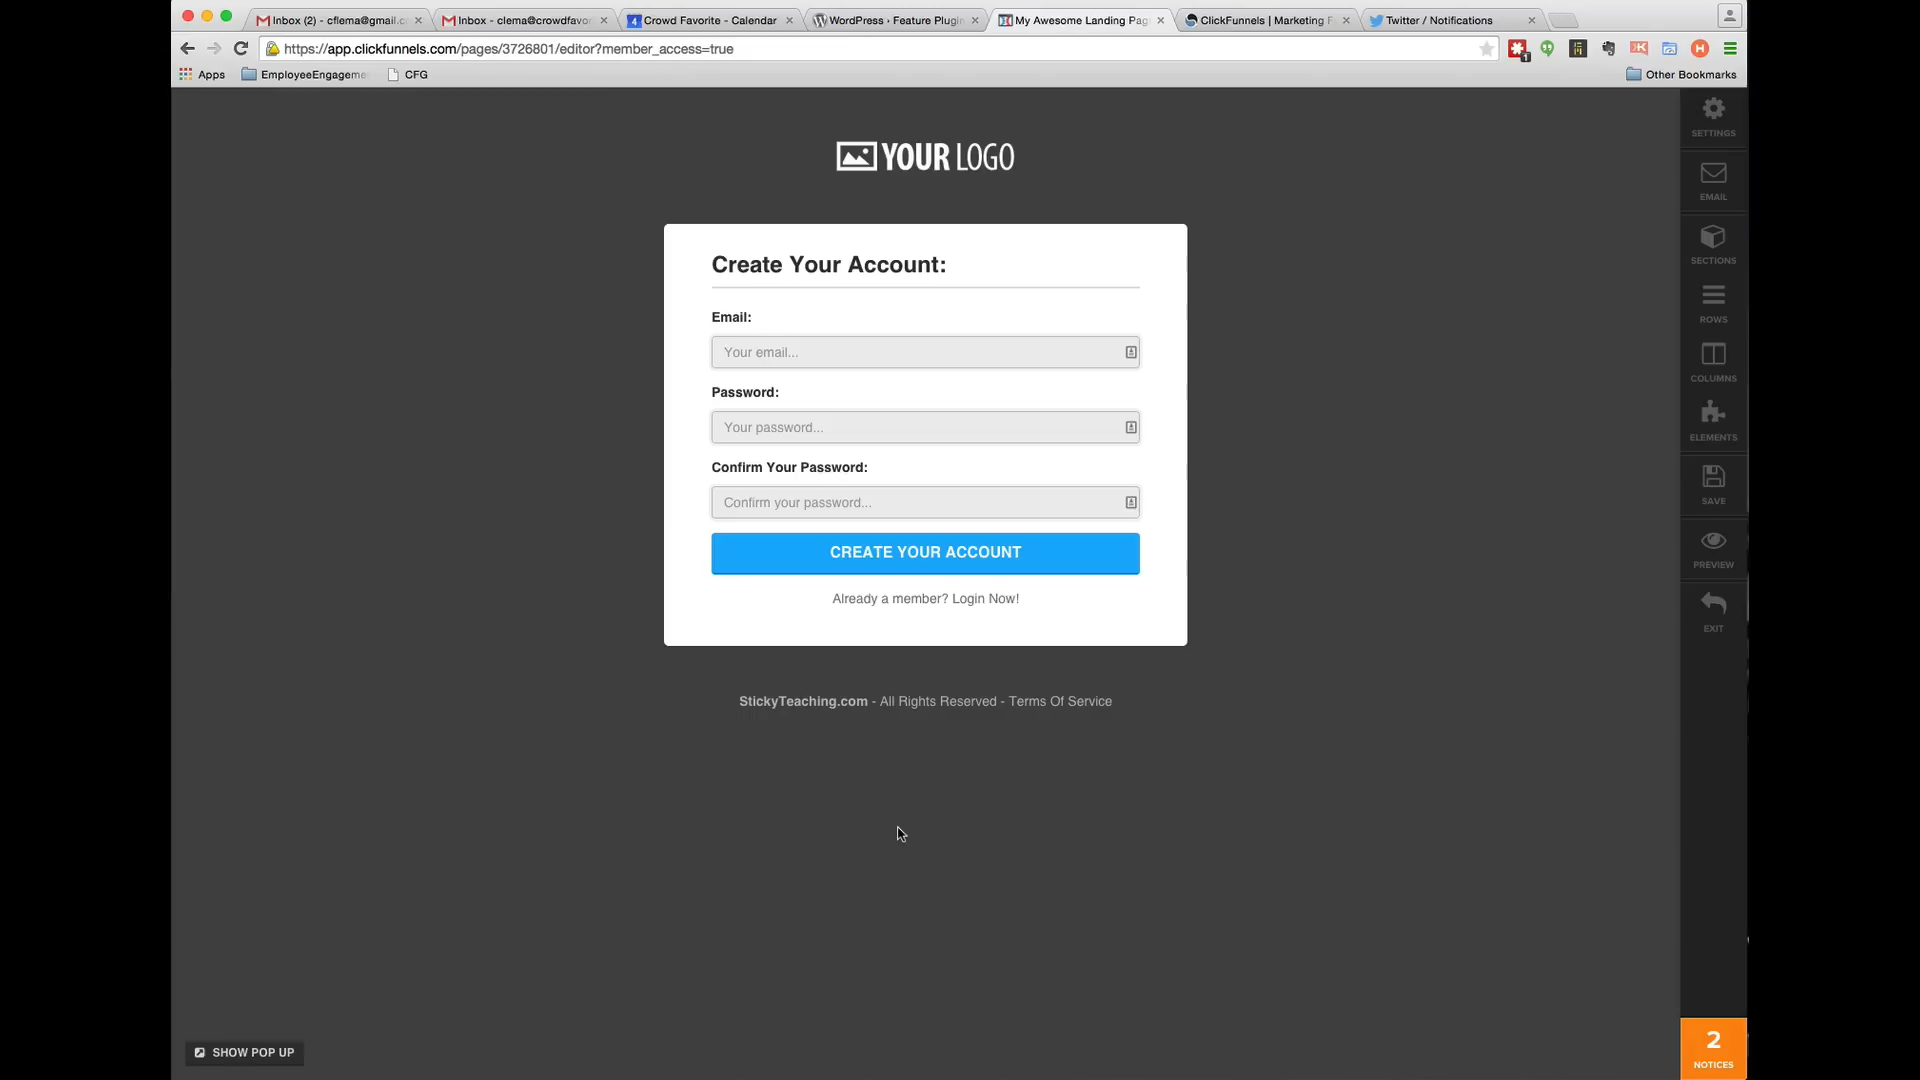 Inbox (2) - cflema@gmail.c
Inbox - clema@crowdfavor
4 Crowd Favorite - Calendar
WordPress › Feature Plugin
My Awesome Landing Pag
ClickFunnels | Marketing F
Twitter / Notifications
https://app.clickfunnels.com/pages/3726801/editor?member_access=true
Apps
EmployeeEngageme
CFG
Other Bookmarks
YOUR LOGO
Create Your Account:
Email:
Your email...
Password:
Your password...
Confirm Your Password:
Confirm your password...
CREATE YOUR ACCOUNT
Already a member? Login Now!
StickyTeaching.com - All Rights Reserved - Terms Of Service
SETTINGS
EMAIL
SECTIONS
ROWS
COLUMNS
ELEMENTS
SAVE
PREVIEW
EXIT
SHOW POP UP
2
NOTICES